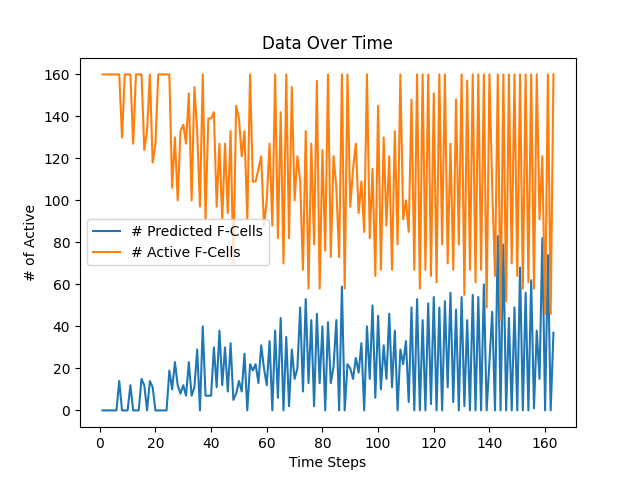 Data Over Time
160
140
120
100
80
60
40
20
0
# of Active
# Predicted F-Cells
# Active F-Cells
0 20 40 60 80 100 120 140 160
Time Steps